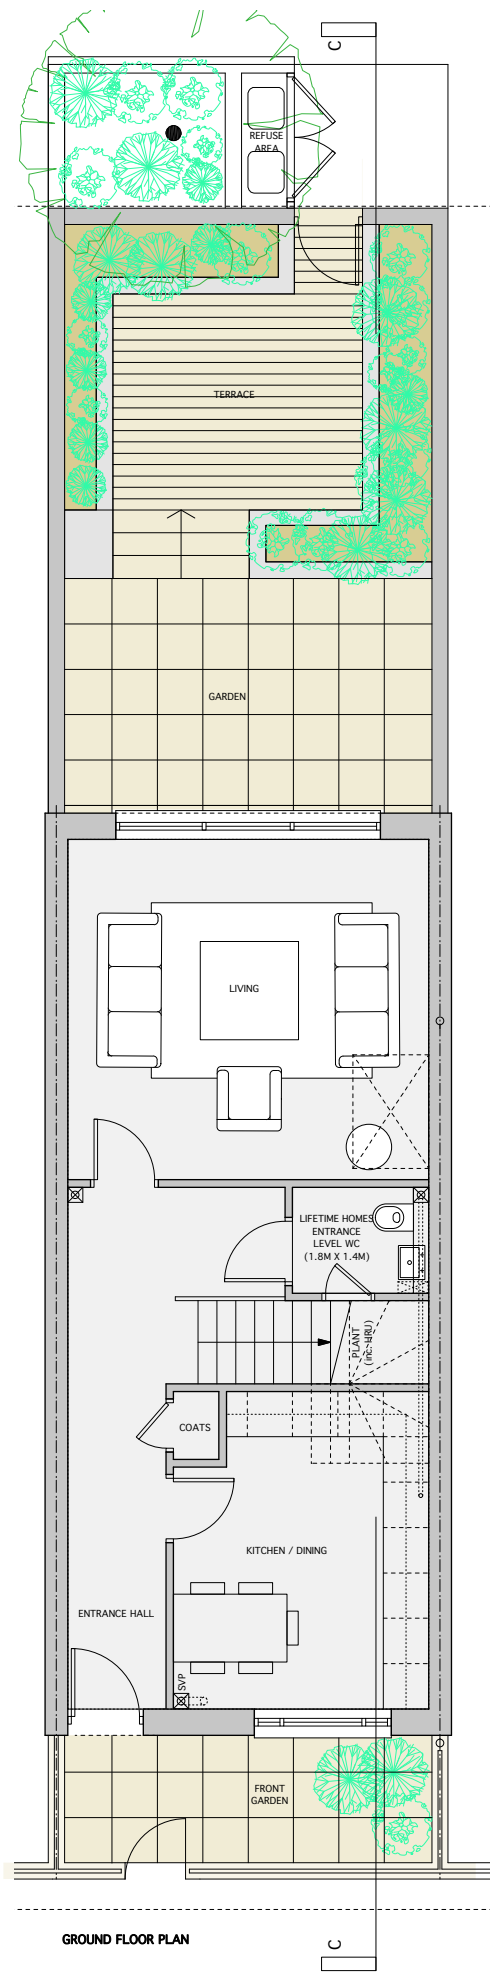 C
REFUSE
AREA
TERRACE
GARDEN
LIVING
LIFETIME HOMES
ENTRANCE
LEVEL WC
(1.8M X 1.4M)
PLANT
(inc. HRU)
COATS
KITCHEN / DINING
ENTRANCE HALL
SVP
FRONT
GARDEN
GROUND FLOOR PLAN
C